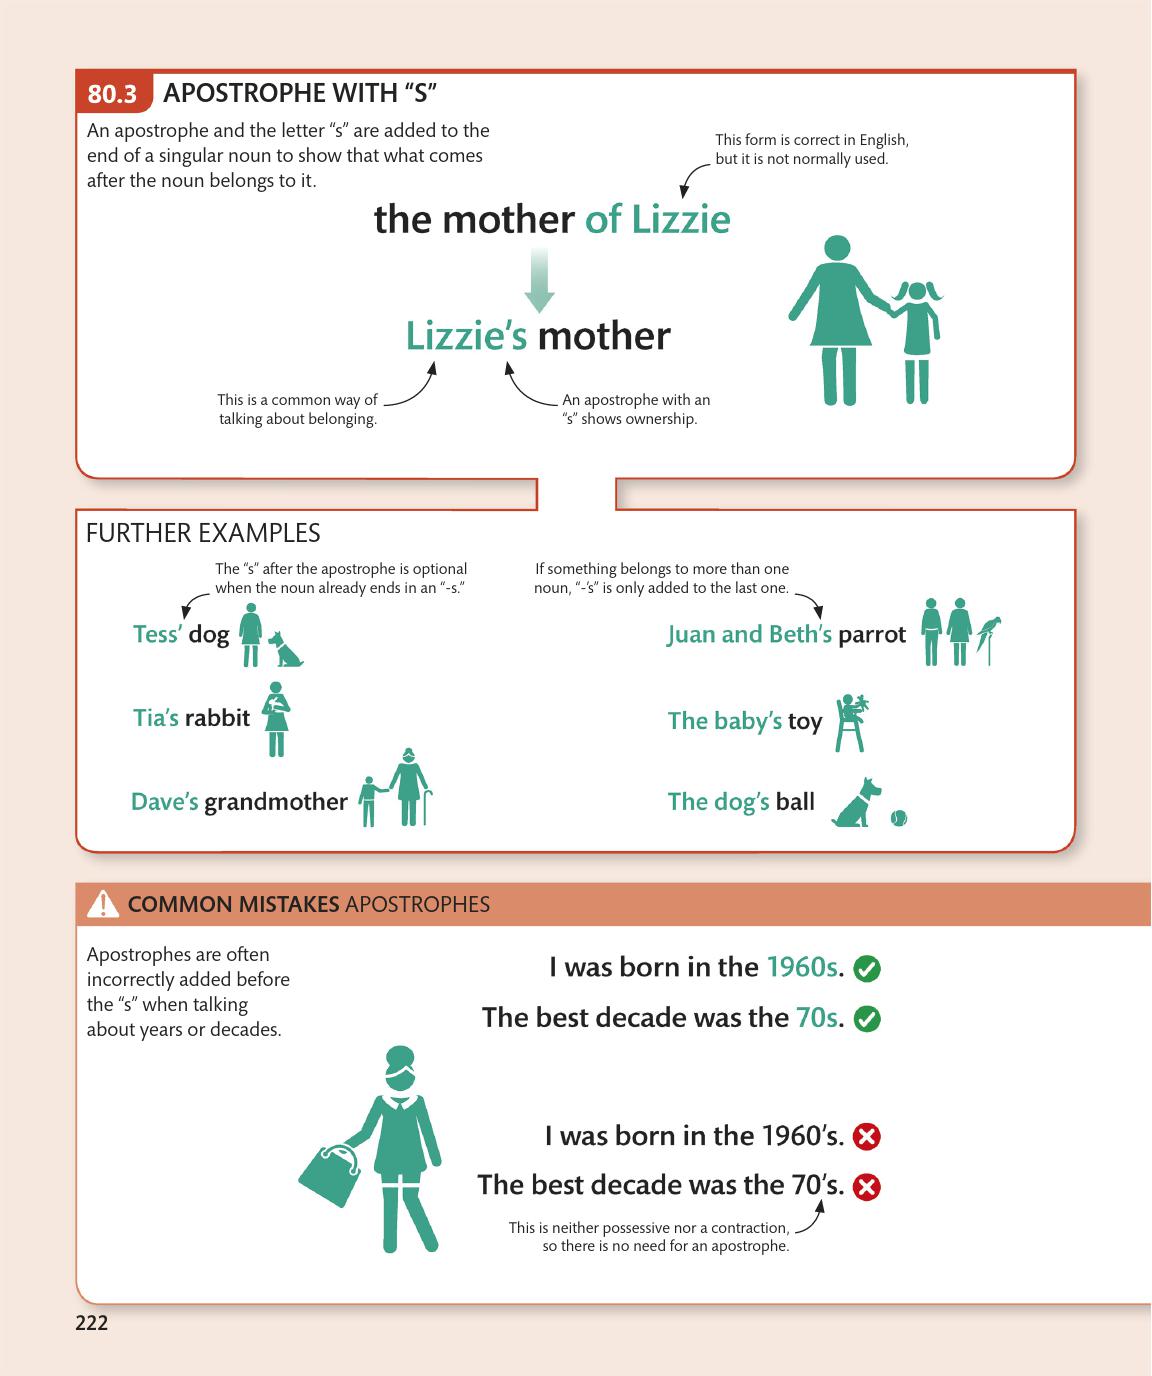 80.3 APOSTROPHE WITH “S”
An apostrophe and the letter “s” are added to the
end of a singular noun to show that what comes
after the noun belongs to it.
This form is correct in English,
but it is not normally used.
the mother of Lizzie
Lizzie’s mother
This is a common way of
talking about belonging.
An apostrophe with an
“s” shows ownership.
FURTHER EXAMPLES
The “s” after the apostrophe is optional
when the noun already ends in an “-s.”
Tess’ dog
Tia’s rabbit
Dave’s grandmother
If something belongs to more than one
noun, “-’s” is only added to the last one.
Juan and Beth’s parrot
The baby’s toy
The dog’s ball
COMMON MISTAKES APOSTROPHES
Apostrophes are often
incorrectly added before
the “s” when talking
about years or decades.
I was born in the 1960s.
The best decade was the 70s.
I was born in the 1960’s.
The best decade was the 70’s.
This is neither possessive nor a contraction,
so there is no need for an apostrophe.
222